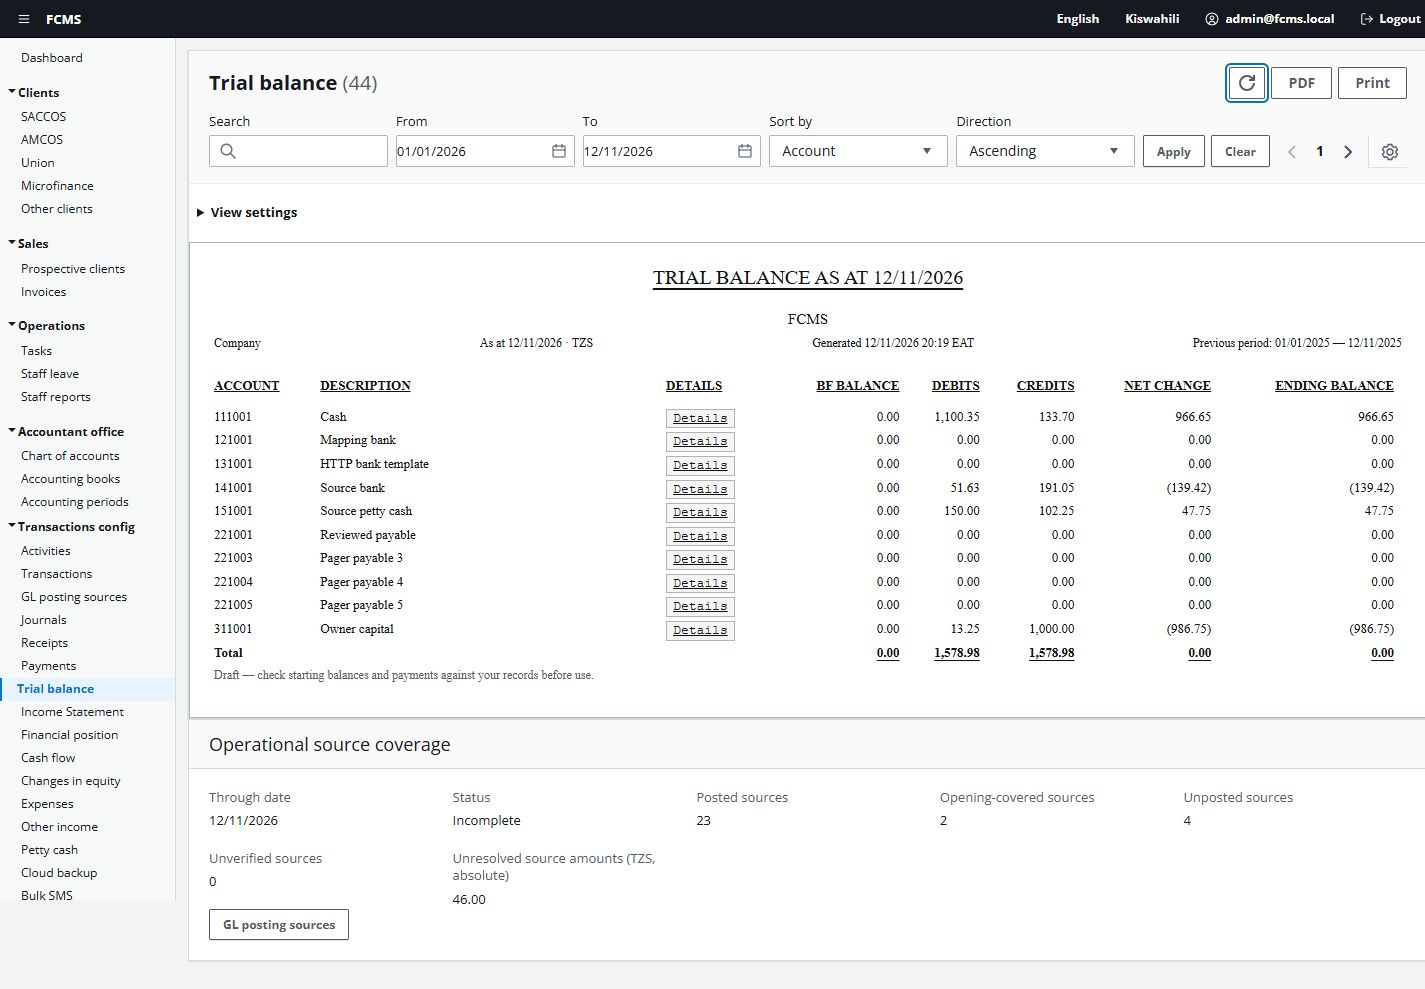 FCMS English Kiswahili admin@fcms.local Logout
Dashboard
Clients
SACCOS
AMCOS
Union
Microfinance
Other clients
Sales
Prospective clients
Invoices
Operations
Tasks
Staff leave
Staff reports
Accountant office
Chart of accounts
Accounting books
Accounting periods
Transactions config
Activities
Transactions
GL posting sources
Journals
Receipts
Payments
Trial balance
Income Statement
Financial position
Cash flow
Changes in equity
Expenses
Other income
Petty cash
Cloud backup
Bulk SMS
Trial balance (44) PDF Print
Search From To Sort by Direction
01/01/2026 12/11/2026 Account Ascending Apply Clear 1
View settings
TRIAL BALANCE AS AT 12/11/2026
FCMS
Company As at 12/11/2026 · TZS Generated 12/11/2026 20:19 EAT Previous period: 01/01/2025 — 12/11/2025
ACCOUNT DESCRIPTION DETAILS BF BALANCE DEBITS CREDITS NET CHANGE ENDING BALANCE
111001 Cash Details 0.00 1,100.35 133.70 966.65 966.65
121001 Mapping bank Details 0.00 0.00 0.00 0.00 0.00
131001 HTTP bank template Details 0.00 0.00 0.00 0.00 0.00
141001 Source bank Details 0.00 51.63 191.05 (139.42) (139.42)
151001 Source petty cash Details 0.00 150.00 102.25 47.75 47.75
221001 Reviewed payable Details 0.00 0.00 0.00 0.00 0.00
221003 Pager payable 3 Details 0.00 0.00 0.00 0.00 0.00
221004 Pager payable 4 Details 0.00 0.00 0.00 0.00 0.00
221005 Pager payable 5 Details 0.00 0.00 0.00 0.00 0.00
311001 Owner capital Details 0.00 13.25 1,000.00 (986.75) (986.75)
Total 0.00 1,578.98 1,578.98 0.00 0.00
Draft — check starting balances and payments against your records before use.
Operational source coverage
Through date Status Posted sources Opening-covered sources Unposted sources
12/11/2026 Incomplete 23 2 4
Unverified sources Unresolved source amounts (TZS,
absolute)
0
46.00
GL posting sources